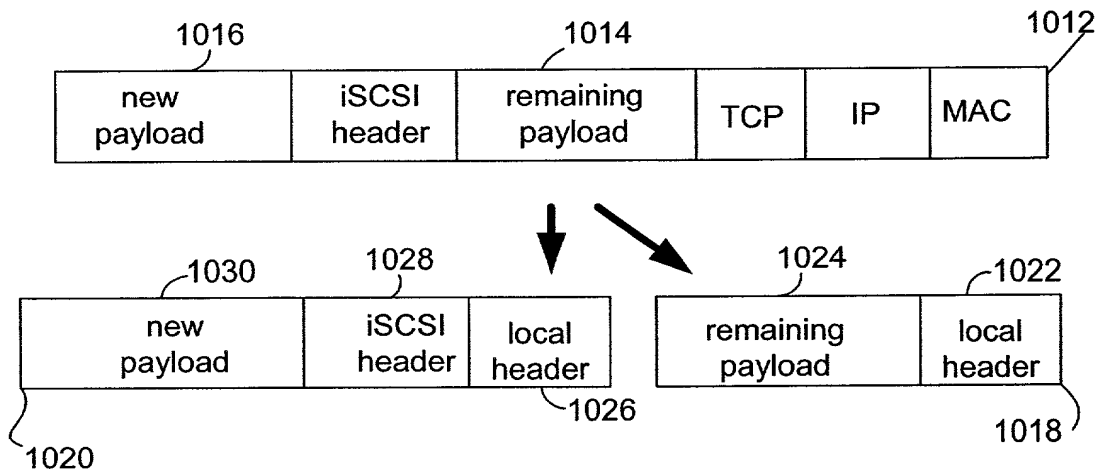 1016
1014
1012
new
payload
iSCSI
header
remaining
payload
TCP
IP
MAC
1030
1028
1024
1022
new
payload
iSCSI
header
local
header
remaining
payload
local
header
1020
1026
1018